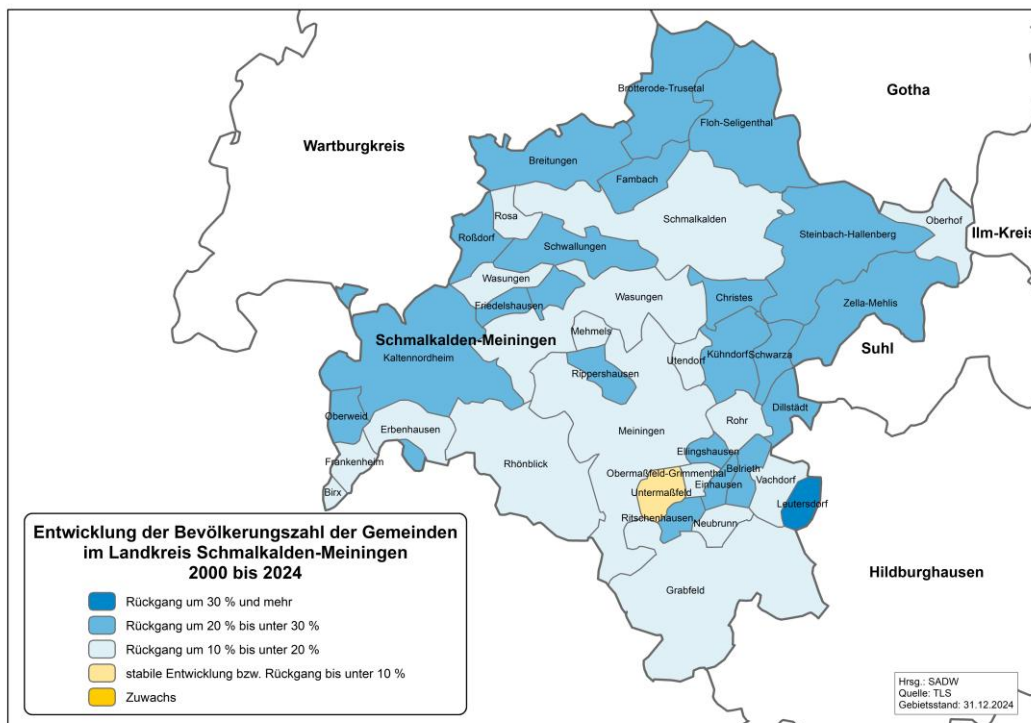 Gotha
Brotterode-Trusetal
Floh-Seligenthal
Wartburgkreis
Breitungen
Fambach
Rosa
Schmalkalden
Oberhof
Roßdorf
Steinbach-Hallenberg
Ilm-Kreis
Schwallungen
Wasungen
Wasungen
Christes
Zella-Mehlis
Friedelshausen
Mehmels
Schmalkalden-Meiningen
Suhl
Kaltennordheim
Utendorf
Kühndorf
Schwarza
Rippershausen
Dillstädt
Oberweid
Rohr
Erbenhausen
Meiningen
Ellingshausen
Frankenheim
Rhönblick
Obermaßfeld-Grimmenthal
Belrieth
Vachdorf
Einhausen
Birx
Untermaßfeld
Leutersdorf
Ritschenhausen
Neubrunn
Hildburghausen
Grabfeld
Entwicklung der Bevölkerungszahl der Gemeinden
im Landkreis Schmalkalden-Meiningen
2000 bis 2024
Rückgang um 30 % und mehr
Rückgang um 20 % bis unter 30 %
Rückgang um 10 % bis unter 20 %
stabile Entwicklung bzw. Rückgang bis unter 10 %
Zuwachs
Hrsg.: SADW
Quelle: TLS
Gebietsstand: 31.12.2024